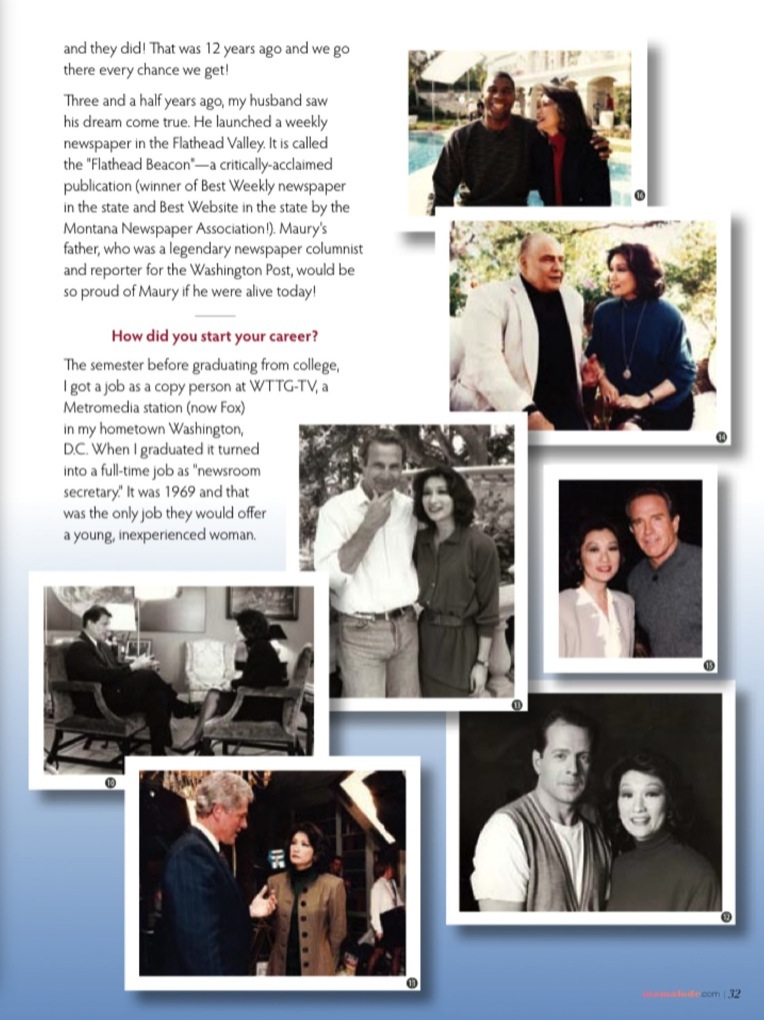 and they did! That was 12 years ago and we go
there every chance we get!
Three and a half years ago, my husband saw
his dream come true. He launched a weekly
newspaper in the Flathead Valley. It is called
the "Flathead Beacon"—a critically-acclaimed
publication (winner of Best Weekly newspaper
in the state and Best Website in the state by the
Montana Newspaper Association!). Maury's
father, who was a legendary newspaper columnist
and reporter for the Washington Post, would be
so proud of Maury if he were alive today!
How did you start your career?
The semester before graduating from college,
I got a job as a copy person at WTTG-TV, a
Metromedia station (now Fox)
in my hometown Washington,
D.C. When I graduated it turned
into a full-time job as "newsroom
secretary." It was 1969 and that
was the only job they would offer
a young, inexperienced woman.
16
14
15
13
10
12
.com | 32